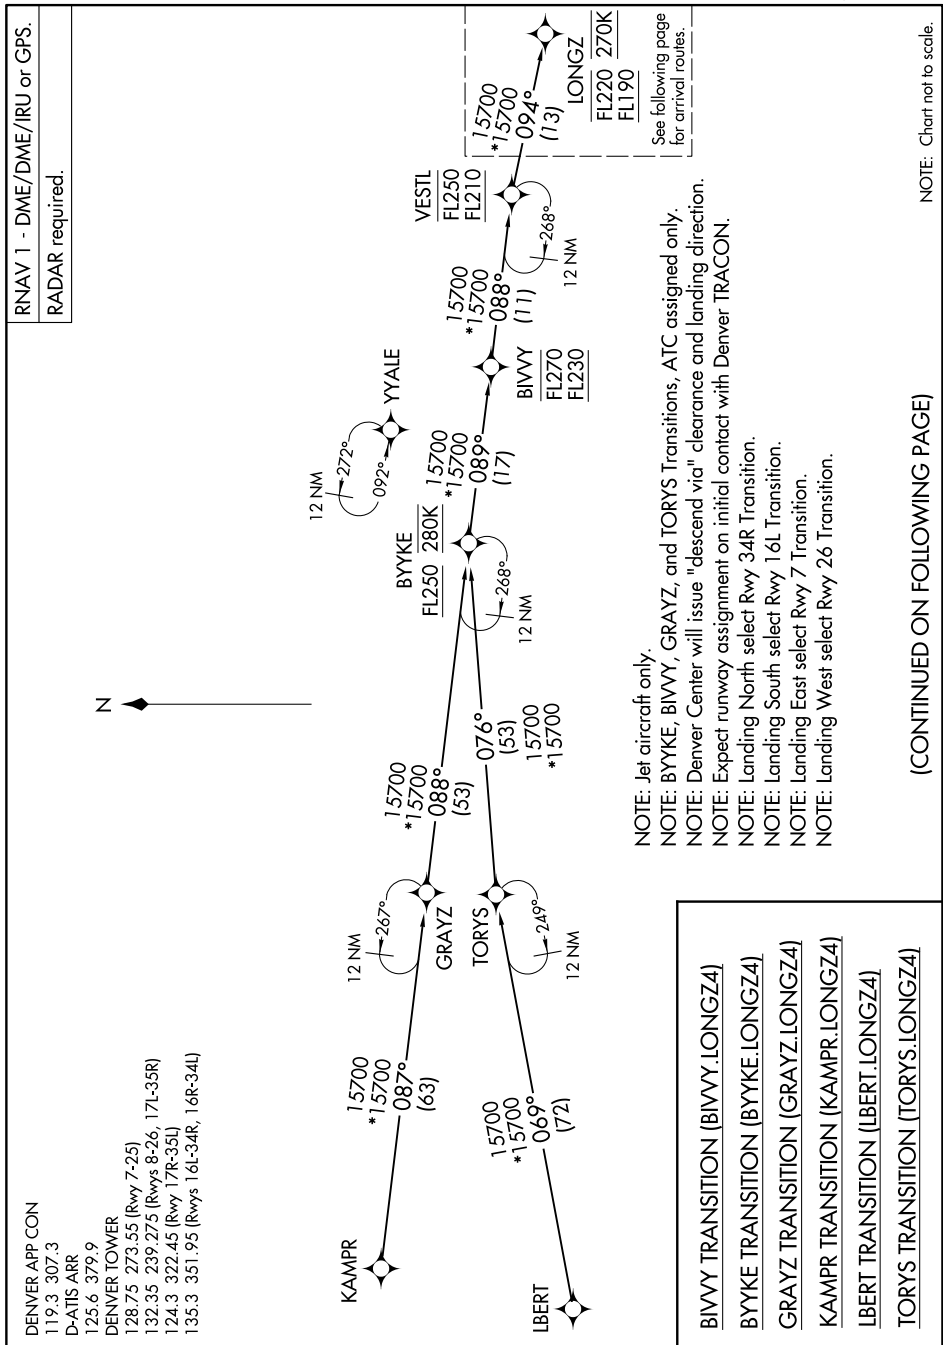 RNAV 1 - DME/DME/IRU or GPS.
RADAR required.
DENVER APP CON
119.3 307.3
D-ATIS ARR
125.6 379.9
DENVER TOWER
128.75 273.55 (Rwy 7-25)
132.35 239.275 (Rwys 8-26, 17L-35R)
124.3 322.45 (Rwy 17R-35L)
135.3 351.95 (Rwys 16L-34R, 16R-34L)
N
KAMPR
15700
*15700
087°
(63)
LBERT
15700
*15700
069°
(72)
12 NM
267°
GRAYZ
TORYS
249°
12 NM
15700
*15700
088°
(53)
076°
(53)
15700
*15700
BYYKE
FL250 280K
268°
12 NM
12 NM
272°
092°
YYALE
15700
*15700
089°
(17)
BIVVY
FL270
FL230
15700
*15700
088°
(11)
VESTL
FL250
FL210
268°
12 NM
15700
*15700
094°
(13)
LONGZ
FL220 270K
FL190
See following page
for arrival routes.
NOTE: Jet aircraft only.
NOTE: BYYKE, BIVVY, GRAYZ, and TORYS Transitions, ATC assigned only.
NOTE: Denver Center will issue "descend via" clearance and landing direction.
NOTE: Expect runway assignment on initial contact with Denver TRACON.
NOTE: Landing North select Rwy 34R Transition.
NOTE: Landing South select Rwy 16L Transition.
NOTE: Landing East select Rwy 7 Transition.
NOTE: Landing West select Rwy 26 Transition.
BIVVY TRANSITION (BIVVY.LONGZ4)
BYYKE TRANSITION (BYYKE.LONGZ4)
GRAYZ TRANSITION (GRAYZ.LONGZ4)
KAMPR TRANSITION (KAMPR.LONGZ4)
LBERT TRANSITION (LBERT.LONGZ4)
TORYS TRANSITION (TORYS.LONGZ4)
(CONTINUED ON FOLLOWING PAGE)
NOTE: Chart not to scale.